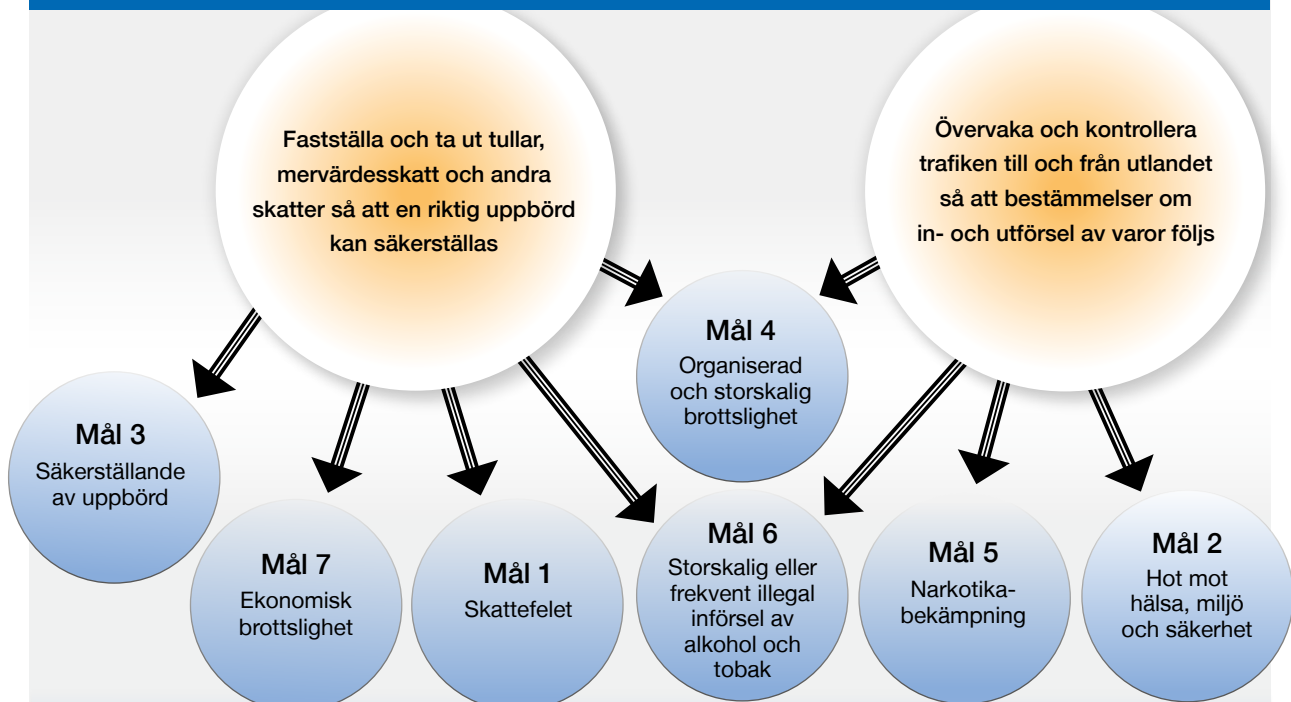 Fastställa och ta ut tullar,
mervärdesskatt och andra
skatter så att en riktig uppbörd
kan säkerställas
Övervaka och kontrollera
trafiken till och från utlandet
så att bestämmelser om
in- och utförsel av varor följs
Mål 4
Organiserad
och storskalig
brottslighet
Mål 3
Säkerställande
av uppbörd
Mål 7
Ekonomisk
brottslighet
Mål 1
Skattefelet
Mål 6
Storskalig eller
frekvent illegal
införsel av
alkohol och
tobak
Mål 5
Narkotika-
bekämpning
Mål 2
Hot mot
hälsa, miljö
och säkerhet